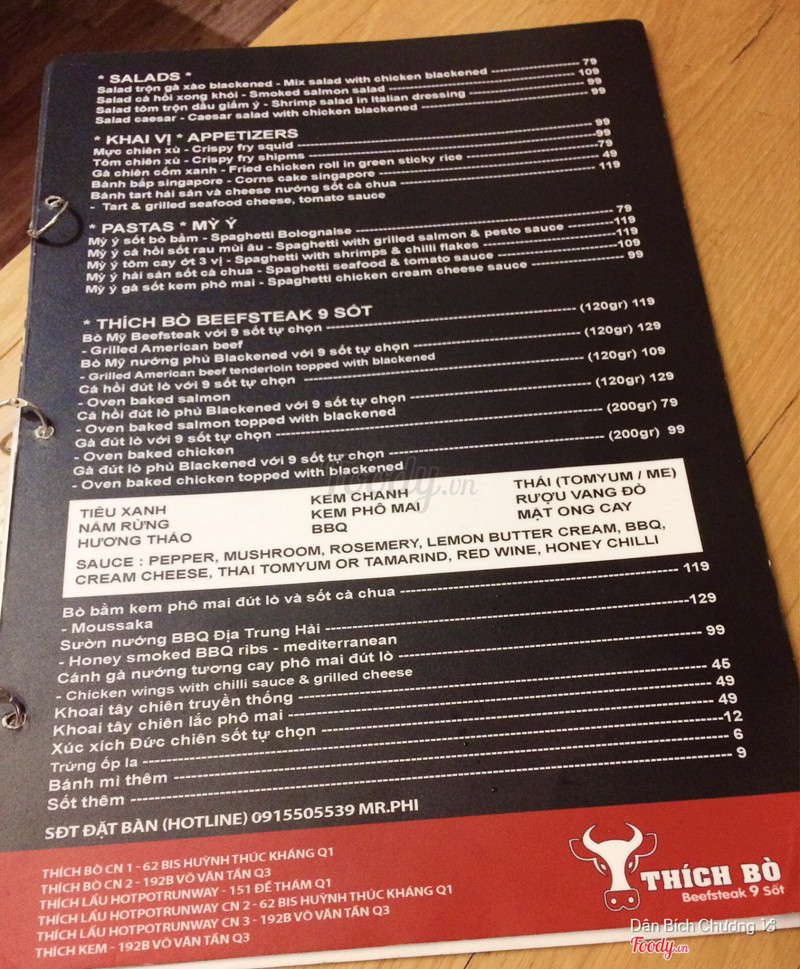 * SALADS *
Salad trộn gà xào blackened - Mix salad with chicken blackened ---- 79
Salad cá hồi xong khói - Smoked salmon salad ---- 109
Salad tôm trộn dầu giấm ý - Shrimp salad in Italian dressing ---- 99
Salad caesar - Caesar salad with chicken blackened ---- 99
* KHAI VỊ * APPETIZERS
Mực chiên xù - Crispy fry squid ---- 99
Tôm chiên xù - Crispy fry shipms ---- 99
Gà chiên cốm xanh - Fried chicken roll in green sticky rice ---- 79
Bánh bắp singapore - Corns cake singapore ---- 49
Bánh tart hải sản và cheese nướng sốt cà chua ---- 119
- Tart & grilled seafood cheese, tomato sauce
* PASTAS * MỲ Ý
Mỳ ý sốt bò bằm - Spaghetti Bolognaise ---- 79
Mỳ ý cá hồi sốt rau mùi âu - Spaghetti with grilled salmon & pesto sauce ---- 119
Mỳ ý tôm cay ớt 3 vị - Spaghetti with shrimps & chilli flakes ---- 119
Mỳ ý hải sản sốt cà chua - Spaghetti seafood & tomato sauce ---- 109
Mỳ ý gà sốt kem phô mai - Spaghetti chicken cream cheese sauce ---- 99
* THÍCH BÒ BEEFSTEAK 9 SỐT
Bò Mỹ Beefsteak với 9 sốt tự chọn ---- (120gr) 119
- Grilled American beef
Bò Mỹ nướng phủ Blackened với 9 sốt tự chọn ---- (120gr) 129
- Grilled American beef tenderloin topped with blackened
Cá hồi đút lò với 9 sốt tự chọn ---- (120gr) 109
- Oven baked salmon
Cá hồi đút lò phủ Blackened với 9 sốt tự chọn ---- (120gr) 129
- Oven baked salmon topped with blackened
Gà đút lò với 9 sốt tự chọn ---- (200gr) 79
- Oven baked chicken
Gà đút lò phủ Blackened với 9 sốt tự chọn ---- (200gr) 99
- Oven baked chicken topped with blackened
TIÊU XANH KEM CHANH THÁI (TOMYUM / ME)
NẤM RỪNG KEM PHÔ MAI RƯỢU VANG ĐỎ
HƯƠNG THẢO BBQ MẬT ONG CAY
SAUCE : PEPPER, MUSHROOM, ROSEMERY, LEMON BUTTER CREAM, BBQ,
CREAM CHEESE, THAI TOMYUM OR TAMARIND, RED WINE, HONEY CHILLI
Bò bằm kem phô mai đút lò và sốt cà chua ---- 119
- Moussaka
Sườn nướng BBQ Địa Trung Hải ---- 129
- Honey smoked BBQ ribs - mediterranean
Cánh gà nướng tương cay phô mai đút lò ---- 99
- Chicken wings with chilli sauce & grilled cheese
Khoai tây chiên truyền thống ---- 45
Khoai tây chiên lắc phô mai ---- 49
Xúc xích Đức chiên sốt tự chọn ---- 49
Trứng ốp la ---- 12
Bánh mì thêm ---- 6
Sốt thêm ---- 9
SĐT ĐẶT BÀN (HOTLINE) 0915505539 MR.PHI
THÍCH BÒ CN 1 - 62 BIS HUỲNH THÚC KHÁNG Q1
THÍCH BÒ CN 2 - 192B VÕ VĂN TẦN Q3
THÍCH LẨU HOTPOTRUNWAY - 151 ĐỀ THÁM Q1
THÍCH LẨU HOTPOTRUNWAY CN 2 - 62 BIS HUỲNH THÚC KHÁNG Q1
THÍCH LẨU HOTPOTRUNWAY CN 3 - 192B VÕ VĂN TẦN Q3
THÍCH KEM - 192B VÕ VĂN TẦN Q3
THÍCH BÒ
Beefsteak 9 Sốt
Foody.vn
Dân Bích Chương
Foody.vn